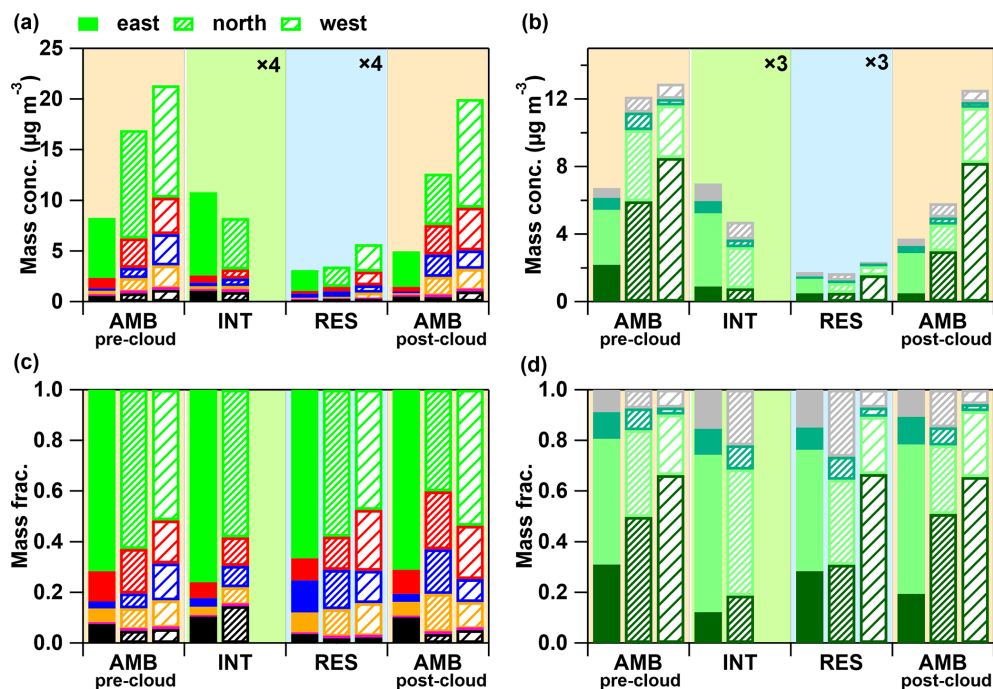 (a) east north west (b)
Mass conc. (µg m⁻³)
25
20
15
10
5
0
×4
×4
AMB INT RES AMB
pre-cloud post-cloud
Mass conc. (µg m⁻³)
12
8
4
0
×3
×3
AMB INT RES AMB
pre-cloud post-cloud
(c)
Mass frac.
1.0
0.8
0.6
0.4
0.2
0.0
AMB INT RES AMB
pre-cloud post-cloud
(d)
Mass frac.
1.0
0.8
0.6
0.4
0.2
0.0
AMB INT RES AMB
pre-cloud post-cloud